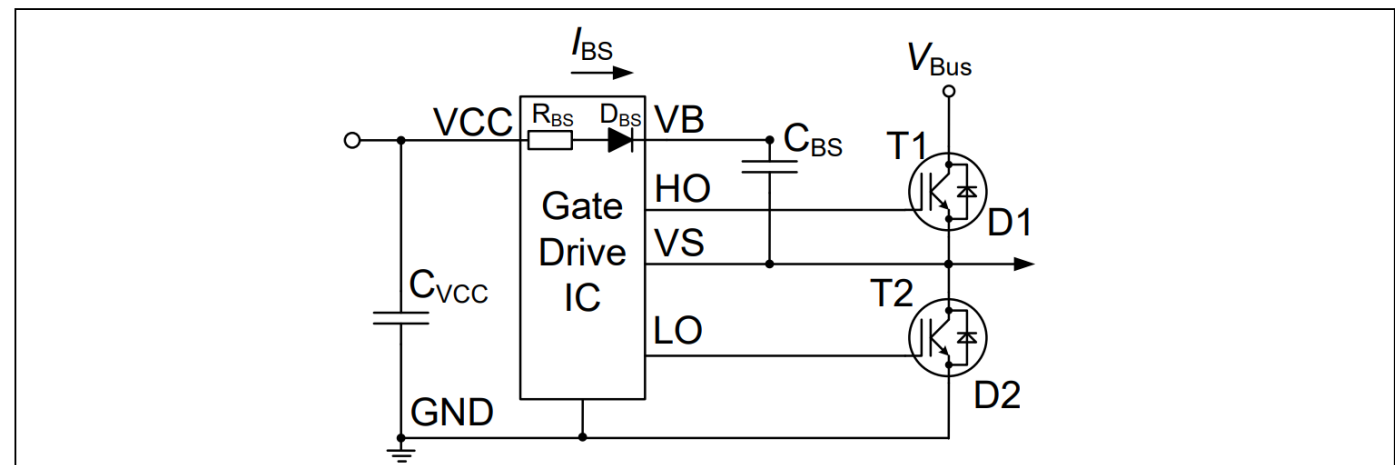 I_BS
V_Bus
VCC
R_BS
D_BS
VB
C_BS
T1
HO
Gate
Drive
IC
D1
VS
C_VCC
T2
LO
D2
GND